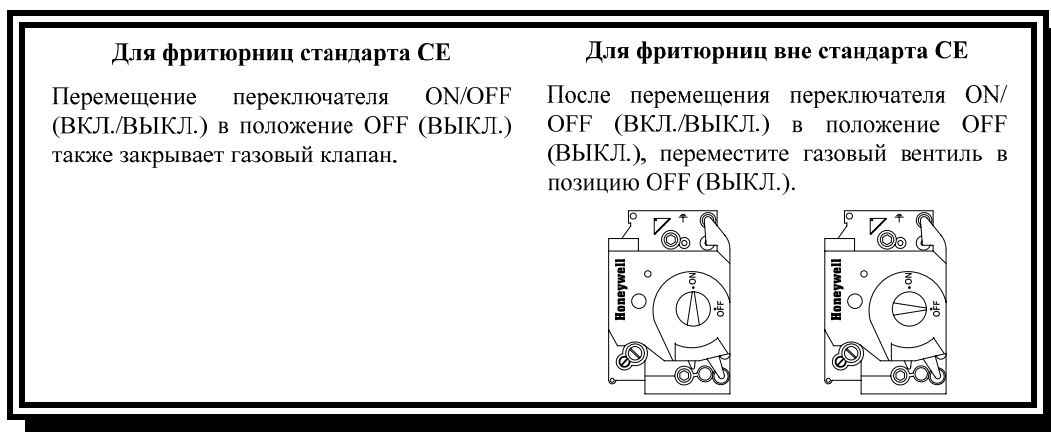 Для фритюрниц стандарта CE
Перемещение переключателя ON/OFF
(ВКЛ./ВЫКЛ.) в положение OFF (ВЫКЛ.)
также закрывает газовый клапан.
Для фритюрниц вне стандарта CE
После перемещения переключателя ON/
OFF (ВКЛ./ВЫКЛ.) в положение OFF
(ВЫКЛ.), переместите газовый вентиль в
позицию OFF (ВЫКЛ.).
Honeywell
ON
OFF
Honeywell
ON
OFF